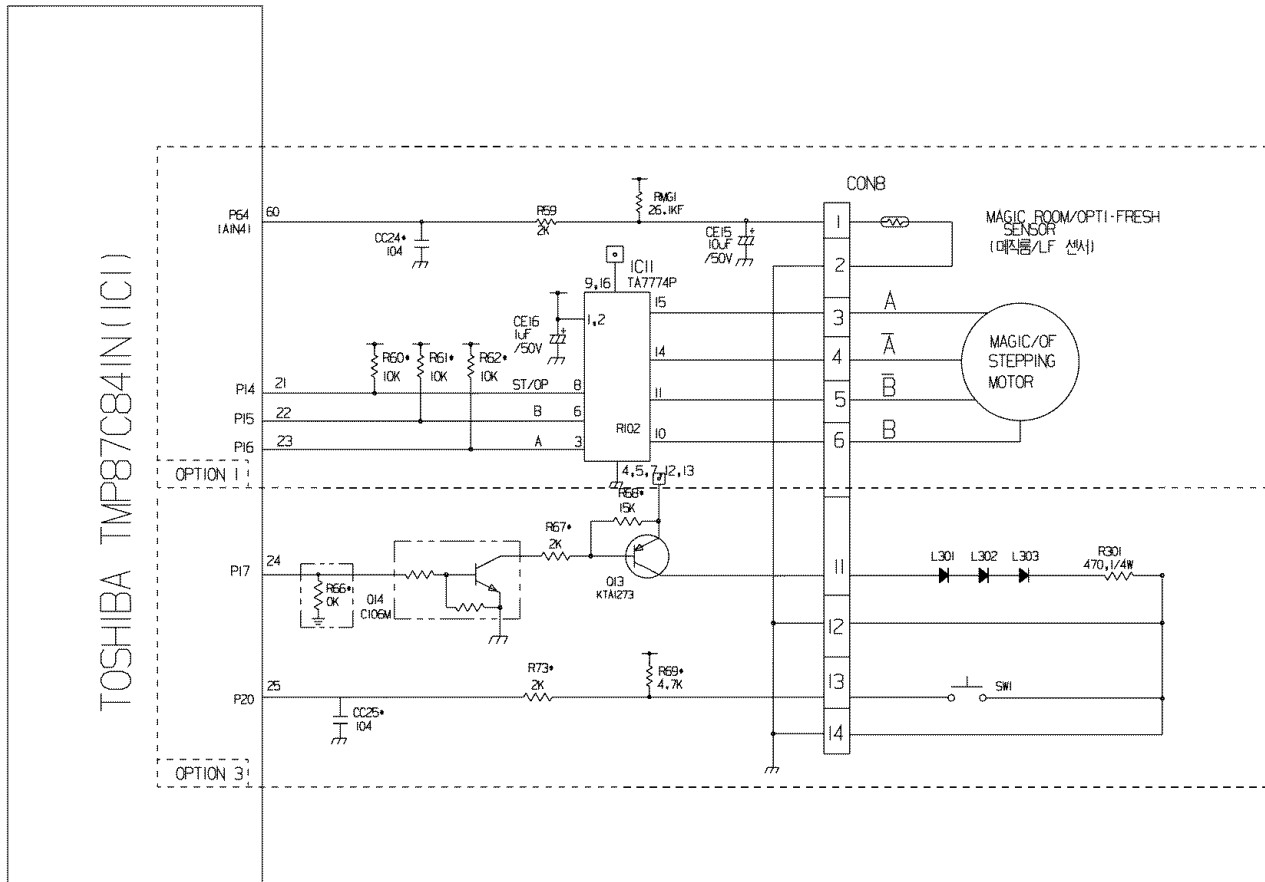 TOSHIBA TMP87C841N(IC1)
CON8
P64
(AIN4)
60
CC24*
104
R59
2K
RMG1
26.1KF
CE15
10uF
/50V
1
2
MAGIC ROOM/OPTI-FRESH
SENSOR
(매직룸/LF 센서)
9,16
IC11
TA7774P
CE16
1uF
/50V
1,2
15
14
11
10
3
4
5
6
A
A
B
B
MAGIC/OF
STEPPING
MOTOR
R60*
10K
R61*
10K
R62*
10K
P14
21
ST/OP
8
P15
22
B
6
P16
23
A
3
R102
4,5,7,12,13
OPTION 1
R68*
15K
R67*
2K
P17
24
R66*
0K
Q14
C106M
Q13
KTA1273
11
L301
L302
L303
R301
470,1/4W
12
P20
25
CC25*
104
R73*
2K
R69*
4.7K
13
SW1
14
OPTION 3